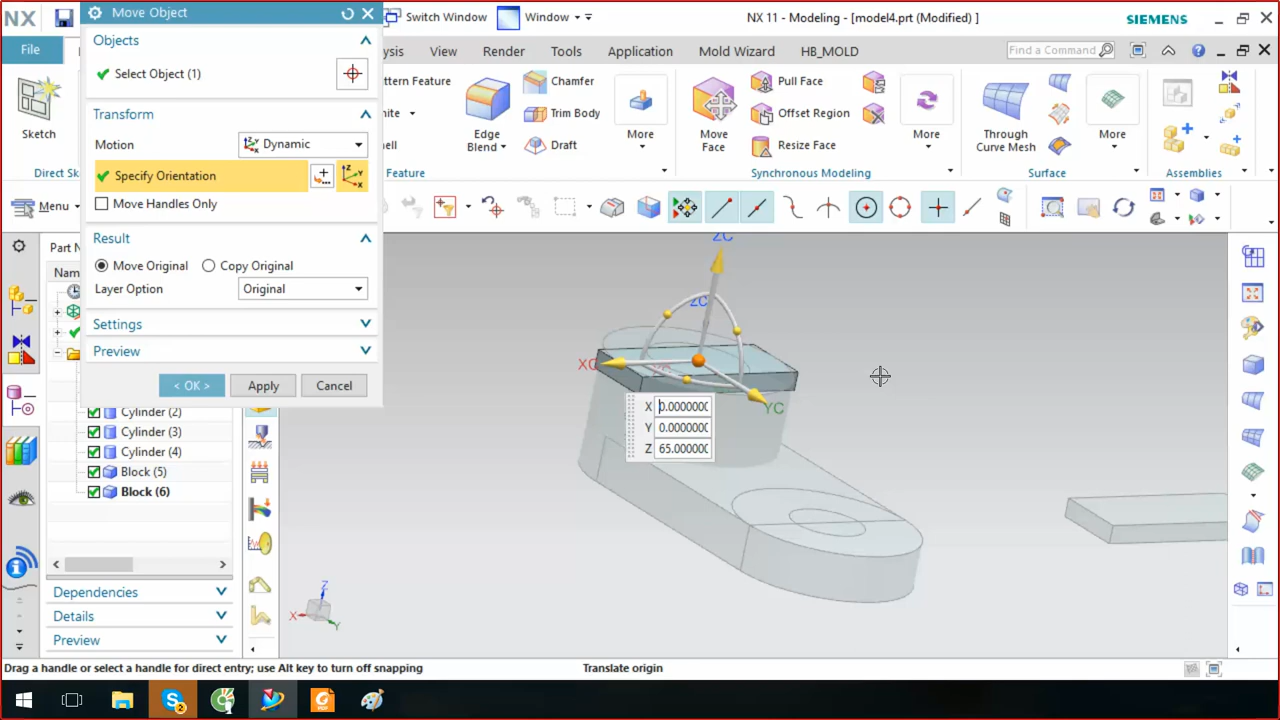 NX
Switch Window
Window
NX 11 - Modeling - [model4.prt (Modified) ]
SIEMENS
Move Object
File
View
Render
Tools
Application
Mold Wizard
HB_MOLD
Find a Command
Objects
Select Object (1)
Transform
Motion
Dynamic
Specify Orientation
Move Handles Only
Result
Move Original
Copy Original
Layer Option
Original
Settings
Preview
< OK >
Apply
Cancel
Sketch
Direct Sk
Feature
Edge
Blend
Chamfer
Trim Body
Draft
More
Feature
Move
Face
Pull Face
Offset Region
Resize Face
More
Synchronous Modeling
Through
Curve Mesh
More
Surface
Assemblies
Menu
Part N
Nam
Cylinder (2)
Cylinder (3)
Cylinder (4)
Block (5)
Block (6)
Dependencies
Details
Preview
ZC
ZC
XC
YC
X 0.0000000
Y 0.0000000
Z 65.000000
Z
X
Y
Drag a handle or select a handle for direct entry; use Alt key to turn off snapping
Translate origin